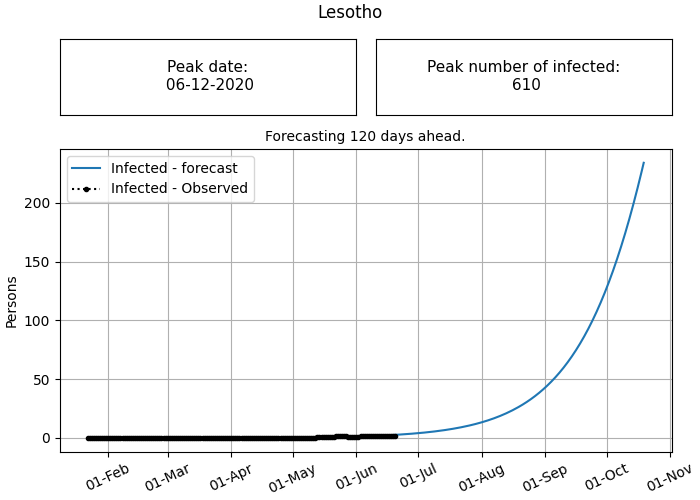 Lesotho
Peak date:
06-12-2020
Peak number of infected:
610
Forecasting 120 days ahead.
Infected - forecast
Infected - Observed
Persons
200
150
100
50
0
01-Feb
01-Mar
01-Apr
01-May
01-Jun
01-Jul
01-Aug
01-Sep
01-Oct
01-Nov